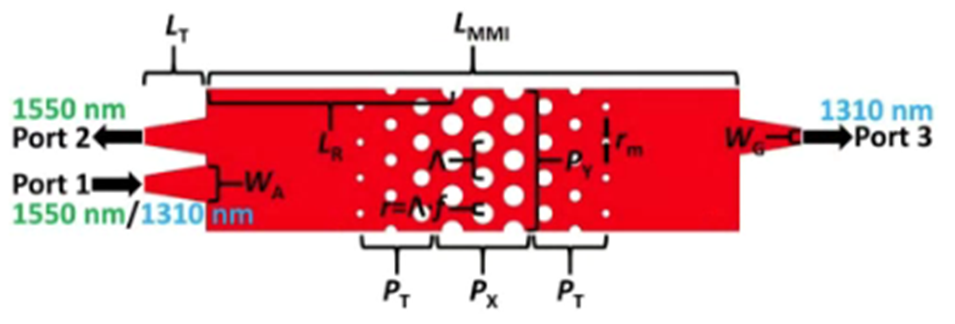 L_T
L_MMI
1550 nm
Port 2
1310 nm
Port 3
W_G
L_R
Λ
P_Y
r_m
Port 1
W_A
1550 nm/1310 nm
r=Λ·f
P_T
P_X
P_T